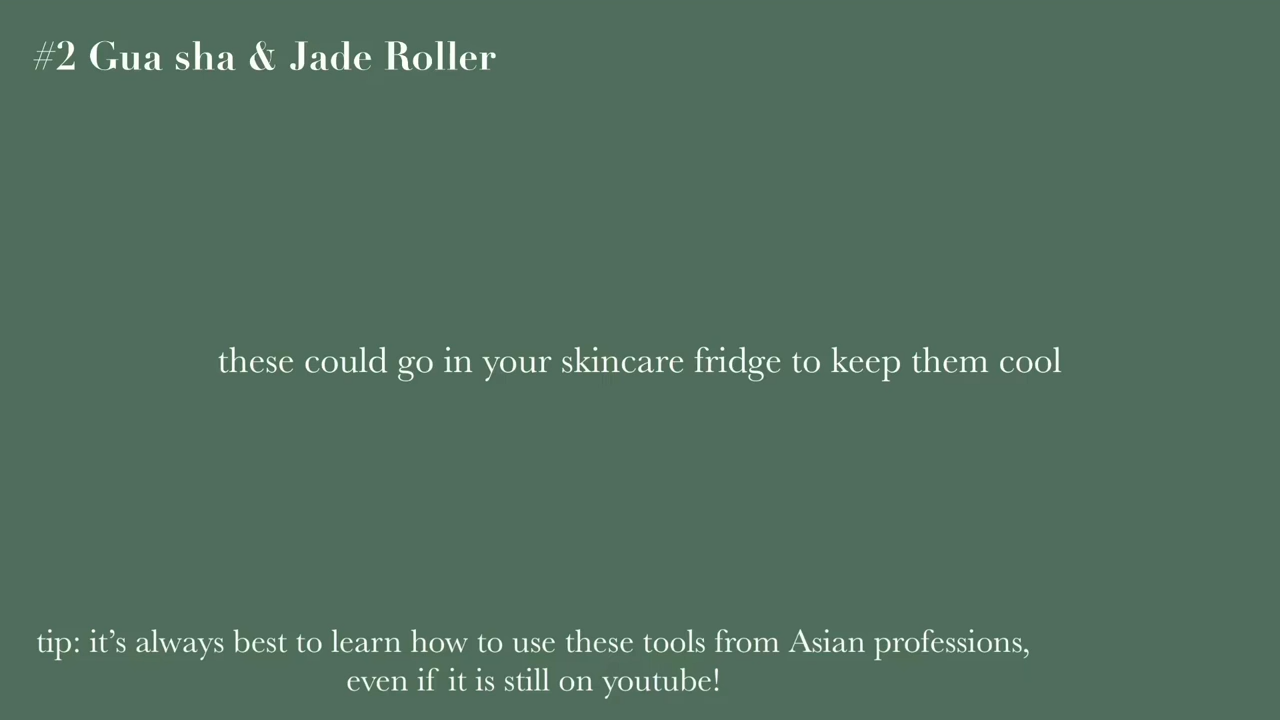 #2 Gua sha & Jade Roller
these could go in your skincare fridge to keep them cool
tip: it’s always best to learn how to use these tools from Asian professions,
even if it is still on youtube!